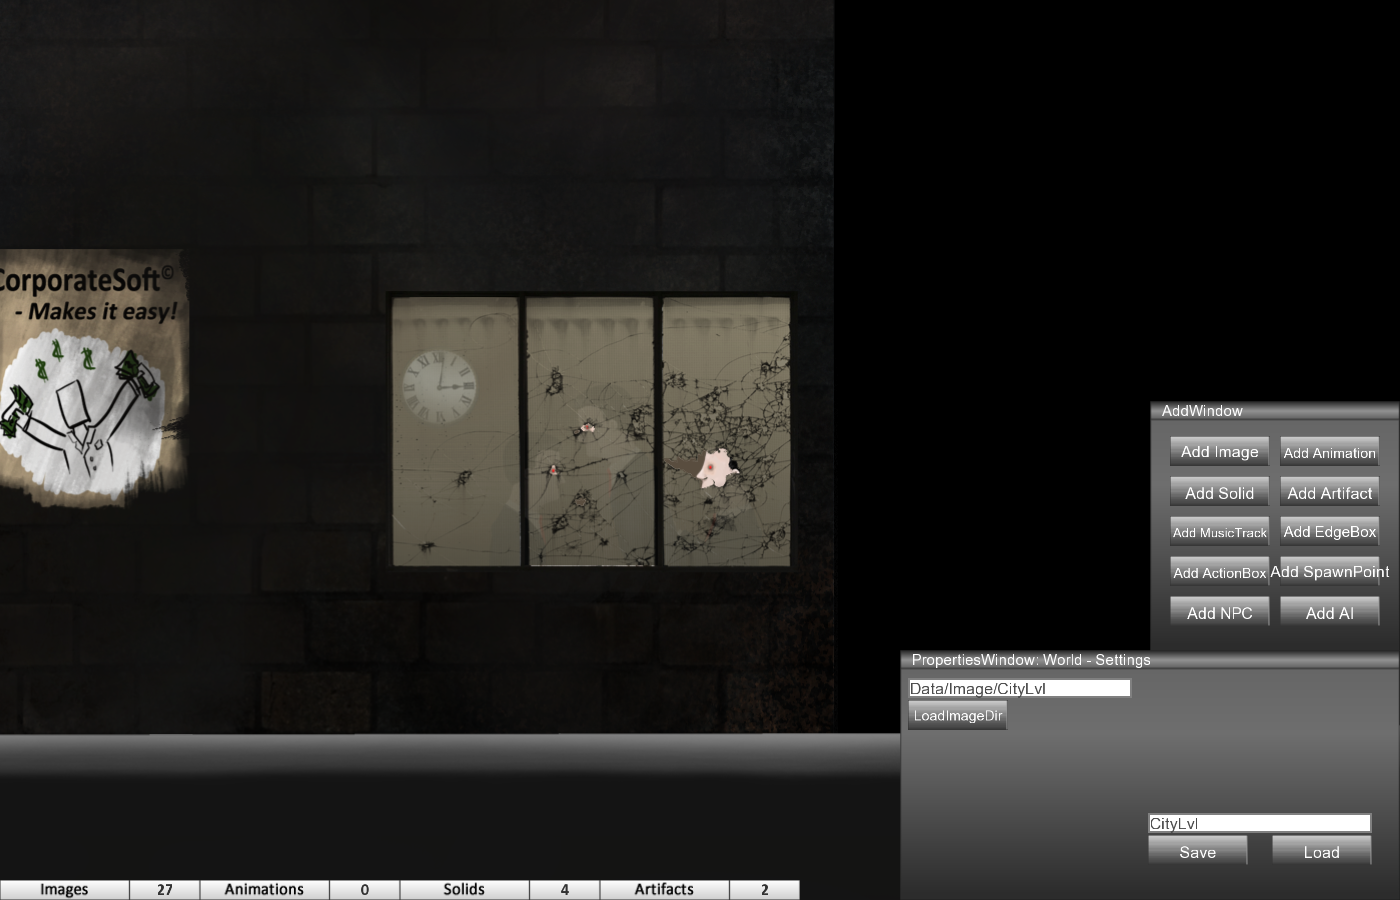 CorporateSoft©
- Makes it easy!
AddWindow
Add Image
Add Animation
Add Solid
Add Artifact
Add MusicTrack
Add EdgeBox
Add ActionBox
Add SpawnPoint
Add NPC
Add AI
PropertiesWindow: World - Settings
Data/Image/CityLvl
LoadImageDir
CityLvl
Save
Load
Images 27 Animations 0 Solids 4 Artifacts 2